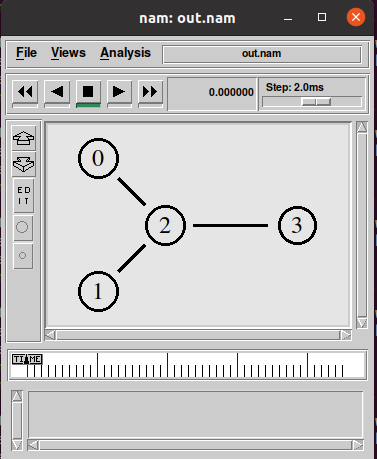 nam: out.nam
File Views Analysis out.nam
0.000000 Step: 2.0ms
ED
IT
0
2 3
1
TIME